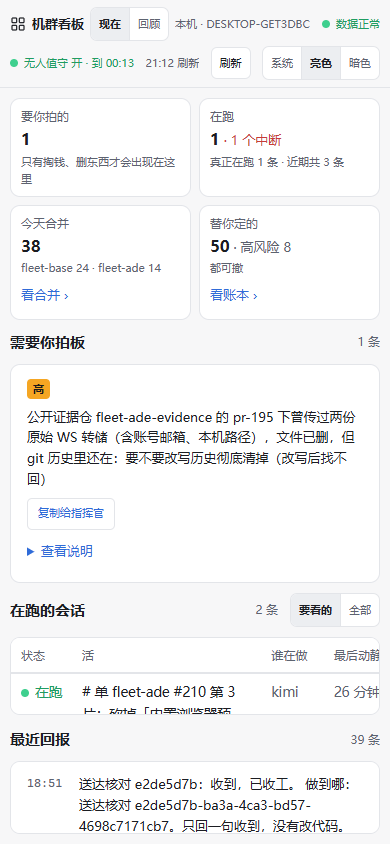 机群看板 现在 回顾 本机 · DESKTOP-GET3DBC 数据正常
无人值守 开 · 到 00:13 21:12 刷新 刷新 系统 亮色 暗色
要你拍的
1
只有掏钱、删东西才会出现在这
里
在跑
1 · 1 个中断
真正在跑 1 条 · 近期共 3 条
今天合并
38
fleet-base 24 · fleet-ade 14
看合并 ›
替你定的
50 · 高风险 8
都可撤
看账本 ›
需要你拍板 1 条
高
公开证据仓 fleet-ade-evidence 的 pr-195 下曾传过两份
原始 WS 转储（含账号邮箱、本机路径），文件已删，但
git 历史里还在：要不要改写历史彻底清掉（改写后找不
回）
复制给指挥官
查看说明
在跑的会话 2 条 要看的 全部
状态 活 谁在做 最后动静
在跑 # 单 fleet-ade #210 第 3 kimi 26 分钟
片：砍掉「内置浏览器预
最近回报 39 条
18:51 送达核对 e2de5d7b：收到，已收工。 做到哪：
送达核对 e2de5d7b-ba3a-4ca3-bd57-
4698c7171cb7。只回一句收到，没有改代码。